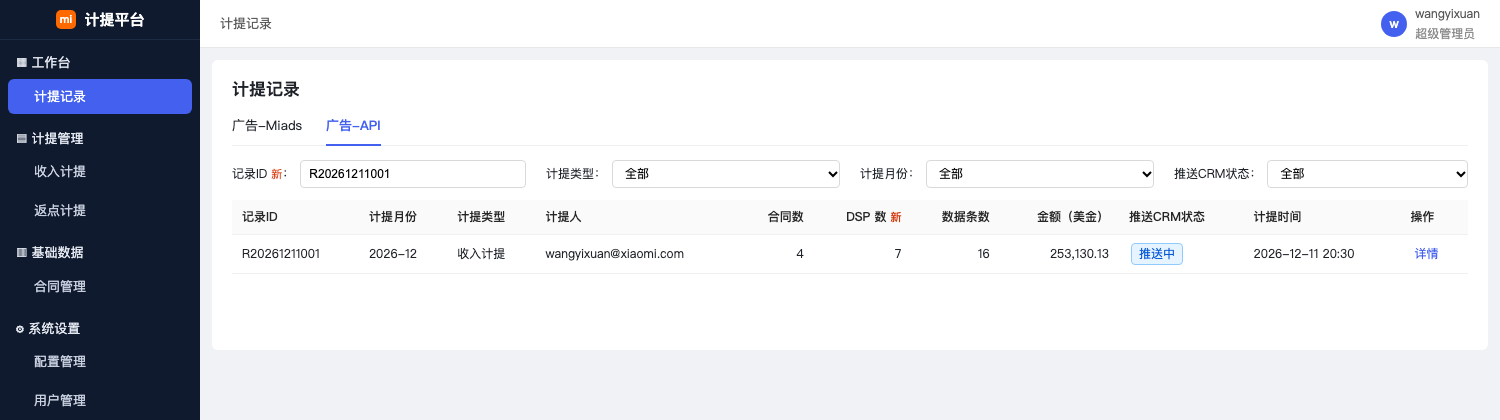 mi 计提平台
工作台
计提记录
计提管理
收入计提
返点计提
基础数据
合同管理
系统设置
配置管理
用户管理
计提记录
w
wangyixuan
超级管理员
计提记录
广告-Miads 广告-API
记录ID 新: R20261211001 计提类型: 全部 计提月份: 全部 推送CRM状态: 全部
记录ID 计提月份 计提类型 计提人 合同数 DSP 数 新 数据条数 金额（美金） 推送CRM状态 计提时间 操作
R20261211001 2026-12 收入计提 wangyixuan@xiaomi.com 4 7 16 253,130.13 推送中 2026-12-11 20:30 详情